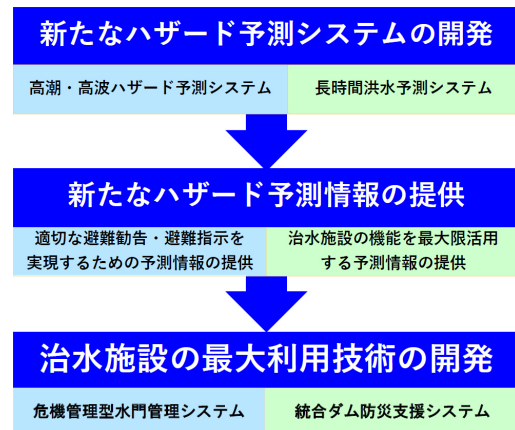 新たなハザード予測システムの開発
高潮・高波ハザード予測システム
長時間洪水予測システム
新たなハザード予測情報の提供
適切な避難勧告・避難指示を
実現するための予測情報の提供
治水施設の機能を最大限活用
する予測情報の提供
治水施設の最大利用技術の開発
危機管理型水門管理システム
統合ダム防災支援システム